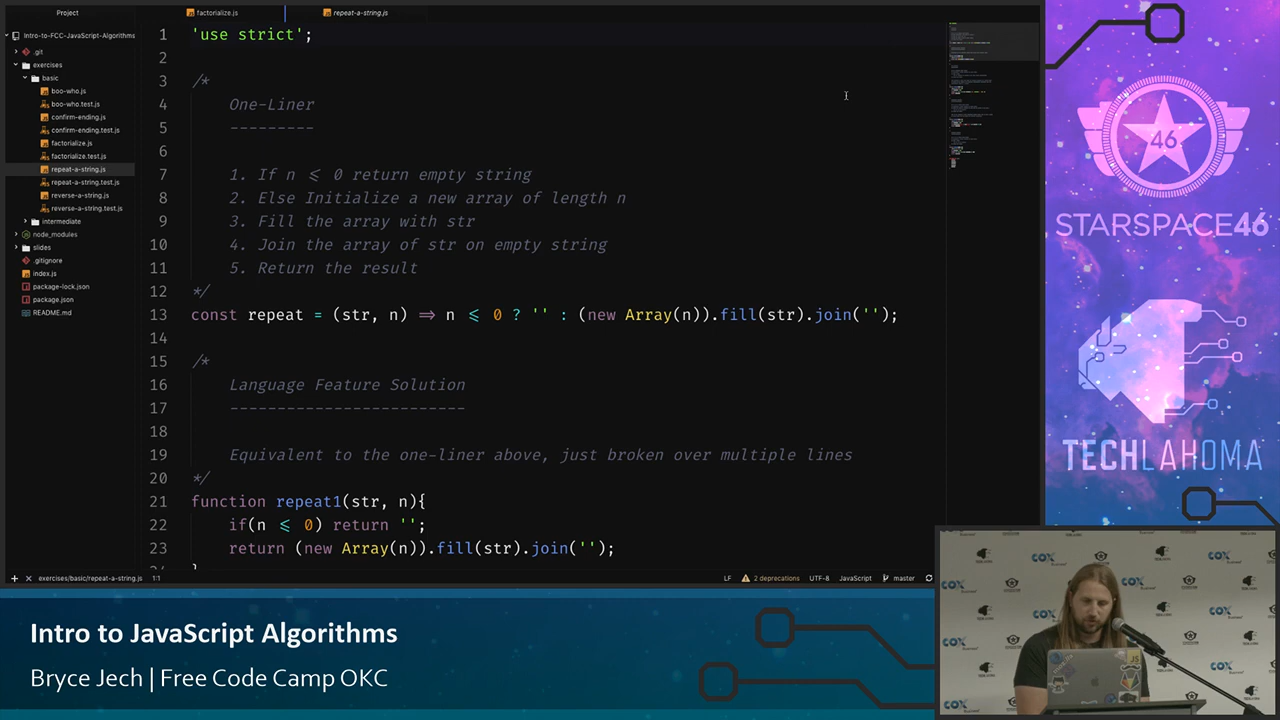 Project
factorialize.js
repeat-a-string.js
Intro-to-FCC-JavaScript-Algorithms
.git
exercises
basic
boo-who.js
boo-who.test.js
confirm-ending.js
confirm-ending.test.js
factorialize.js
factorialize.test.js
repeat-a-string.js
repeat-a-string.test.js
reverse-a-string.js
reverse-a-string.test.js
intermediate
node_modules
slides
.gitignore
index.js
package-lock.json
package.json
README.md
1 'use strict';
2
3 /*
4 One-Liner
5 ---------
6
7 1. If n <= 0 return empty string
8 2. Else Initialize a new array of length n
9 3. Fill the array with str
10 4. Join the array of str on empty string
11 5. Return the result
12 */
13 const repeat = (str, n) => n <= 0 ? '' : (new Array(n)).fill(str).join('');
14
15 /*
16 Language Feature Solution
17 -------------------------
18
19 Equivalent to the one-liner above, just broken over multiple lines
20 */
21 function repeat1(str, n){
22 if(n <= 0) return '';
23 return (new Array(n)).fill(str).join('');
exercises/basic/repeat-a-string.js 1:1
LF 2 deprecations UTF-8 JavaScript master
46
STARSPACE46
TECHLAHOMA
COX
Intro to JavaScript Algorithms
Bryce Jech | Free Code Camp OKC